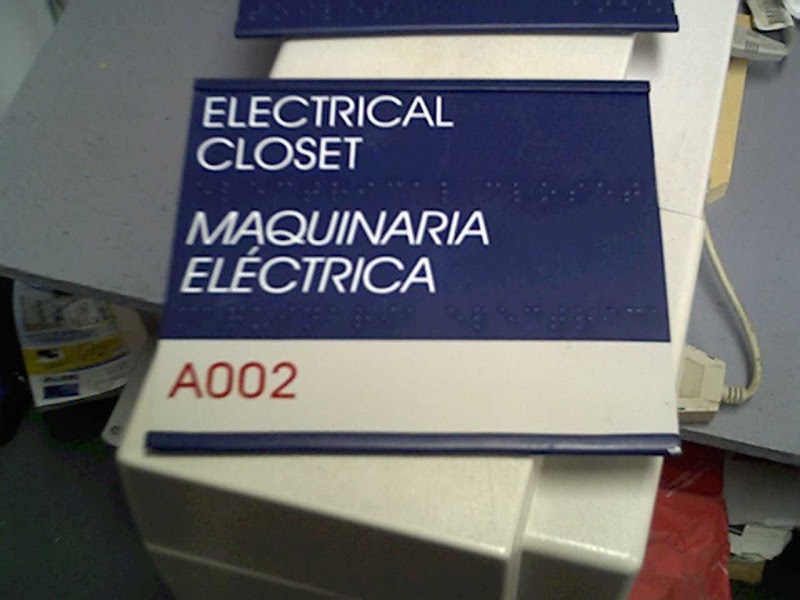 ELECTRICAL
CLOSET
MAQUINARIA
ELÉCTRICA
A002